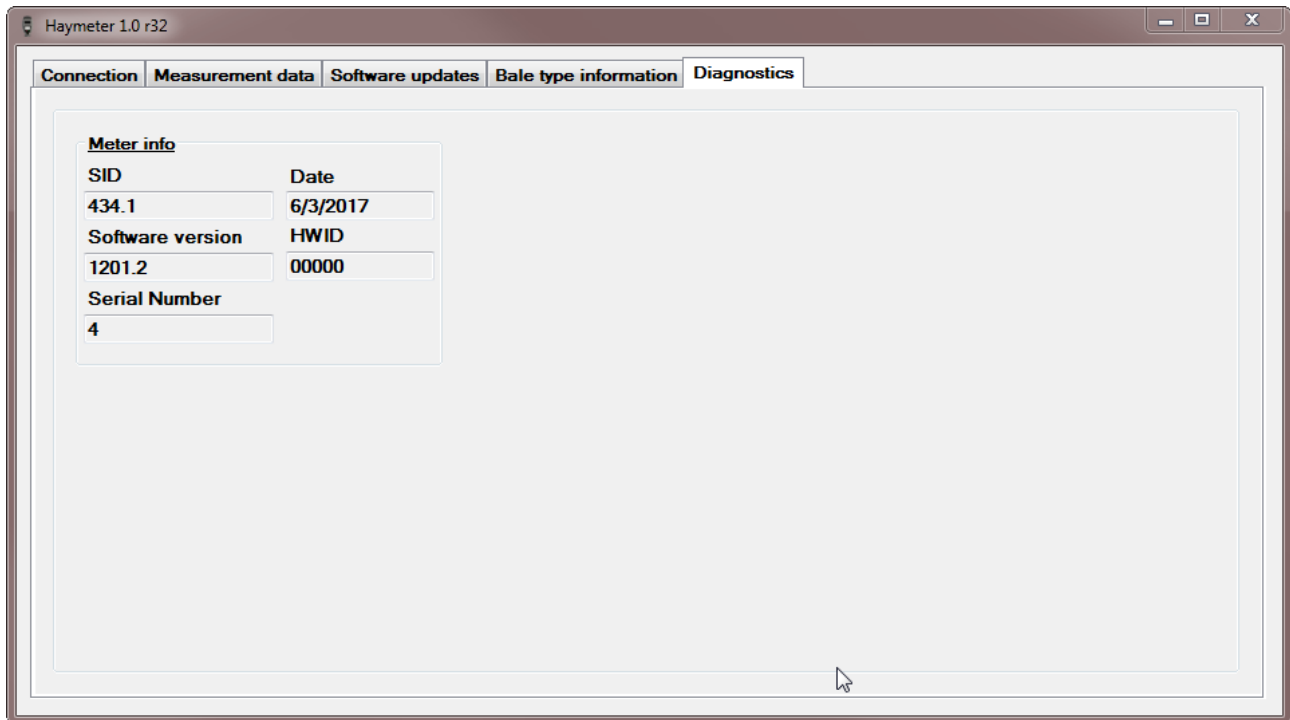 Haymeter 1.0 r32
Connection Measurement data Software updates Bale type information Diagnostics
Meter info
SID Date
434.1 6/3/2017
Software version HWID
1201.2 00000
Serial Number
4